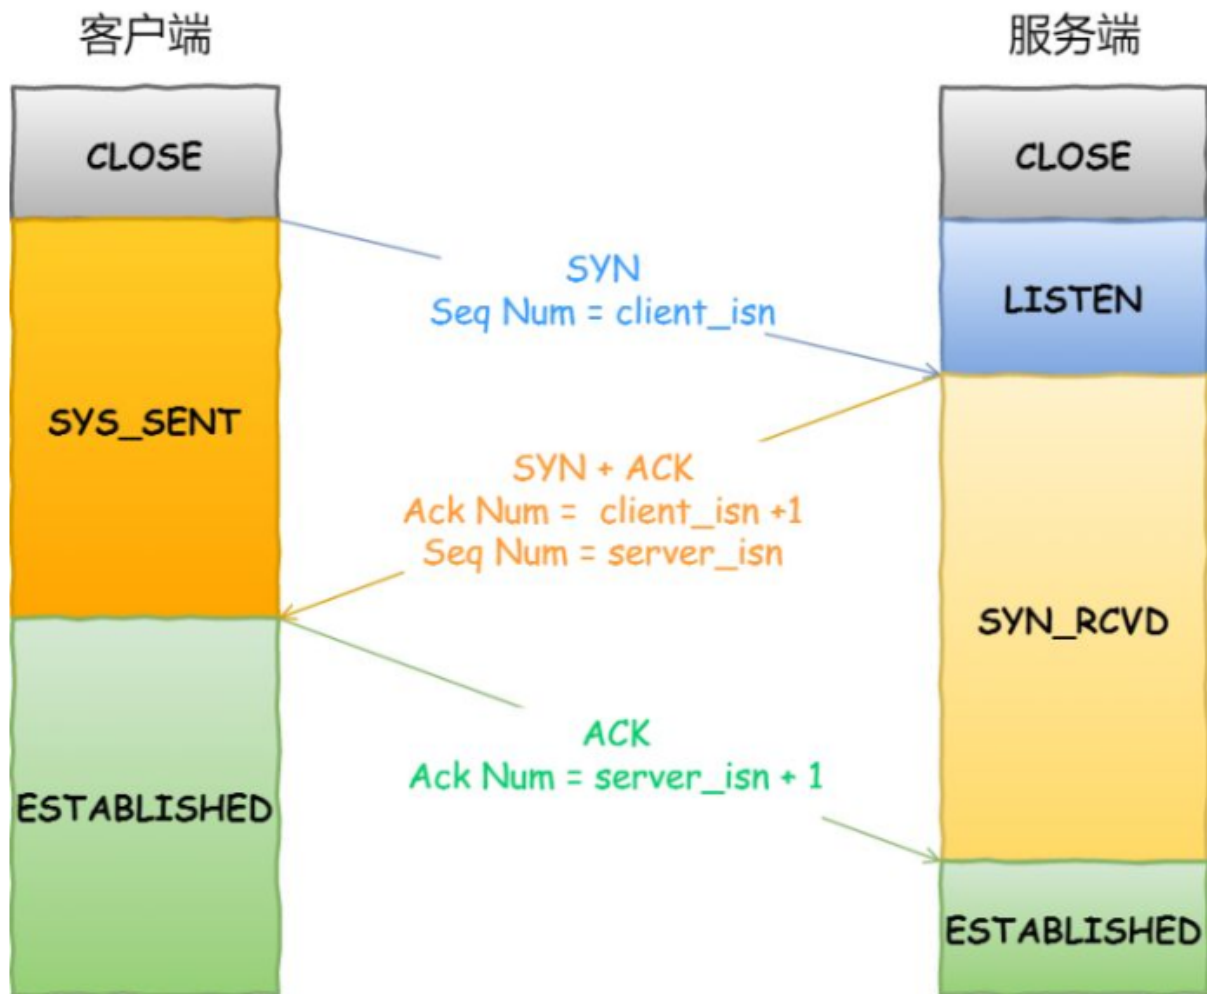 客户端
服务端
CLOSE
CLOSE
SYN
Seq Num = client_isn
LISTEN
SYS_SENT
SYN + ACK
Ack Num =  client_isn +1
Seq Num = server_isn
SYN_RCVD
ACK
Ack Num = server_isn + 1
ESTABLISHED
ESTABLISHED